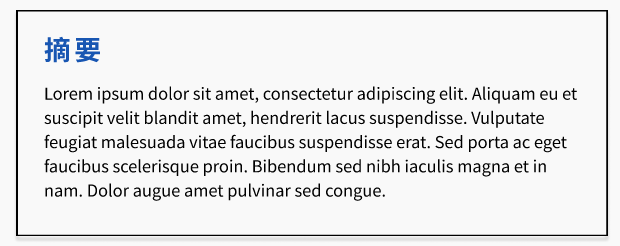 摘要
Lorem ipsum dolor sit amet, consectetur adipiscing elit. Aliquam eu et
suscipit velit blandit amet, hendrerit lacus suspendisse. Vulputate
feugiat malesuada vitae faucibus suspendisse erat. Sed porta ac eget
faucibus scelerisque proin. Bibendum sed nibh iaculis magna et in
nam. Dolor augue amet pulvinar sed congue.